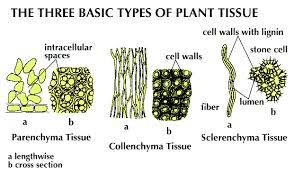 THE THREE BASIC TYPES OF PLANT TISSUE
intracellular
spaces
a
b
Parenchyma Tissue
a lengthwise
b cross section
cell walls
a
b
Collenchyma Tissue
cell walls with lignin
stone cell
fiber
lumen
a
b
Sclerenchyma Tissue